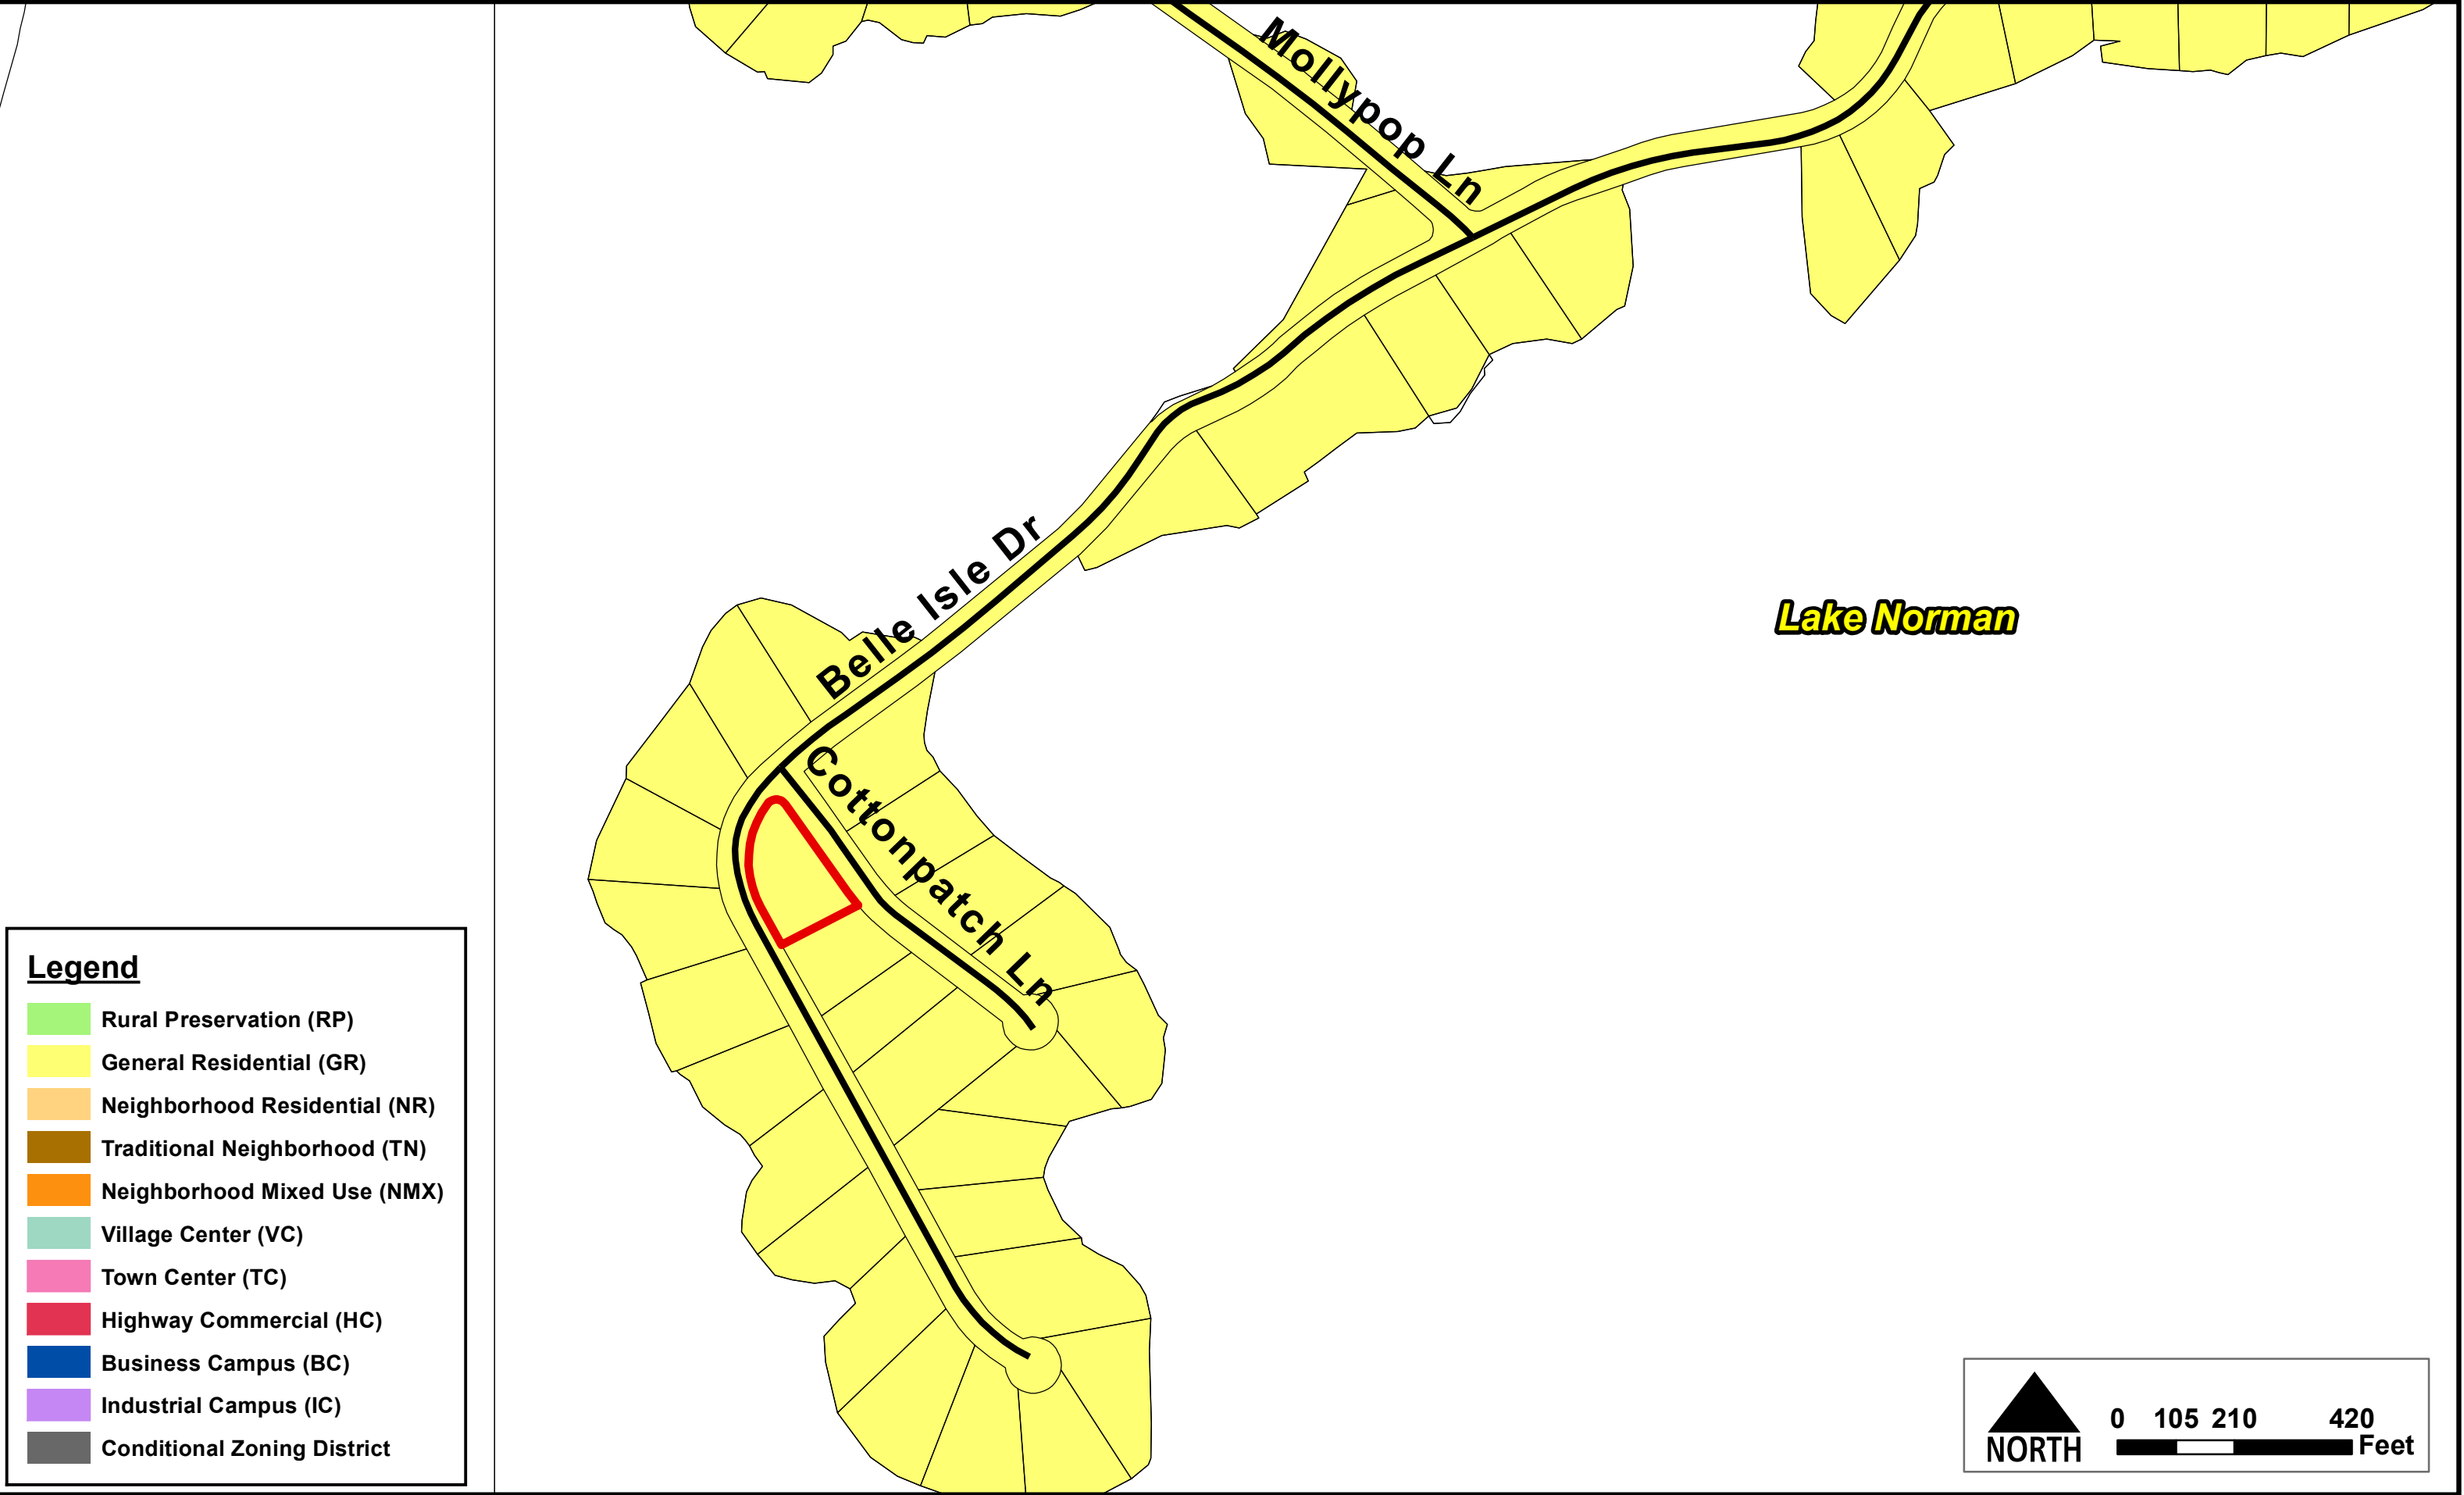 Mollypop Ln
Belle Isle Dr
Lake Norman
Cottonpatch Ln
Legend
Rural Preservation (RP)
General Residential (GR)
Neighborhood Residential (NR)
Traditional Neighborhood (TN)
Neighborhood Mixed Use (NMX)
Village Center (VC)
Town Center (TC)
Highway Commercial (HC)
Business Campus (BC)
Industrial Campus (IC)
Conditional Zoning District
0 105 210 420
Feet
NORTH